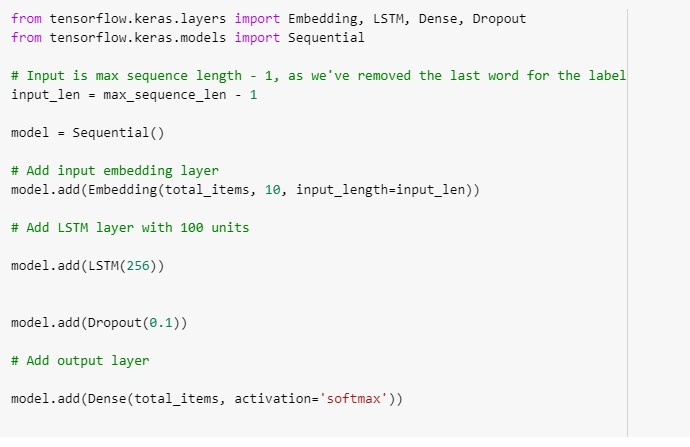 from tensorflow.keras.layers import Embedding, LSTM, Dense, Dropout
from tensorflow.keras.models import Sequential
# Input is max sequence length - 1, as we've removed the last word for the label
input_len = max_sequence_len - 1
model = Sequential()
# Add input embedding layer
model.add(Embedding(total_items, 10, input_length=input_len))
# Add LSTM layer with 100 units
model.add(LSTM(256))
model.add(Dropout(0.1))
# Add output layer
model.add(Dense(total_items, activation='softmax'))